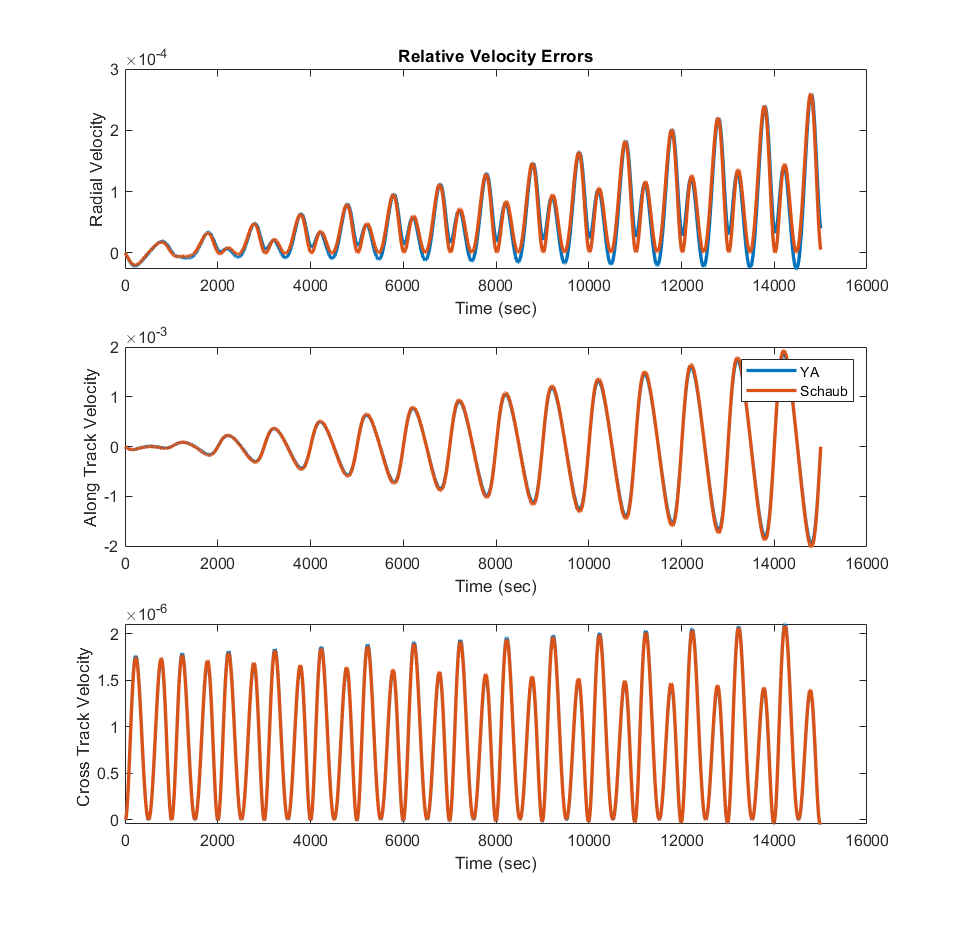 Relative Velocity Errors
×10-4
3
2
1
0
Radial Velocity
0 2000 4000 6000 8000 10000 12000 14000 16000
Time (sec)
×10-3
2
1
0
-1
-2
Along Track Velocity
YA
Schaub
0 2000 4000 6000 8000 10000 12000 14000 16000
Time (sec)
×10-6
2
1.5
1
0.5
0
Cross Track Velocity
0 2000 4000 6000 8000 10000 12000 14000 16000
Time (sec)